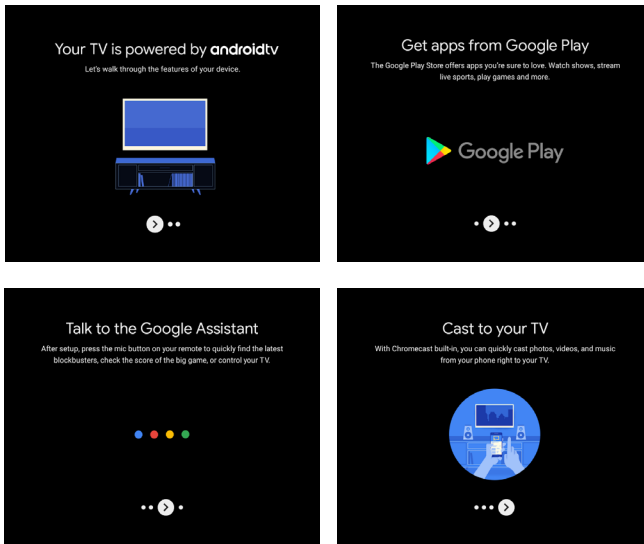 Your TV is powered by androidtv
Let's walk through the features of your device.
Get apps from Google Play
The Google Play Store offers apps you're sure to love. Watch shows, stream
live sports, play games and more.
Google Play
Talk to the Google Assistant
After setup, press the mic button on your remote to quickly find the latest
blockbusters, check the score of the big game, or control your TV.
Cast to your TV
With Chromecast built-in, you can quickly cast photos, videos, and music
from your phone right to your TV.